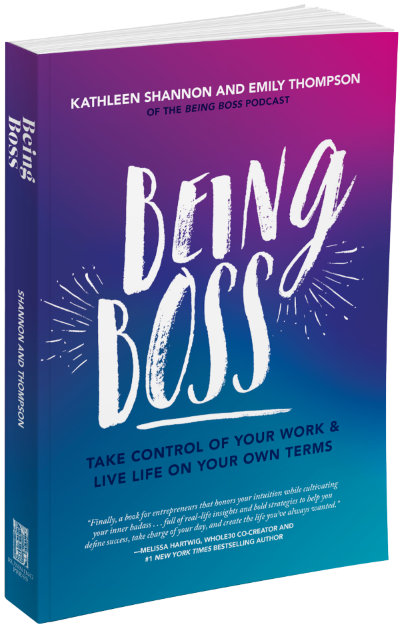 KATHLEEN SHANNON AND EMILY THOMPSON
OF THE BEING BOSS PODCAST
BEING
BOSS
TAKE CONTROL OF YOUR WORK &
LIVE LIFE ON YOUR OWN TERMS
"Finally, a book for entrepreneurs that honors your intuition while cultivating
your inner badass . . . full of real-life insights and bold strategies to help you
define success, take charge of your day, and create the life you've always wanted."
—MELISSA HARTWIG, WHOLE30 CO-CREATOR AND
#1 NEW YORK TIMES BESTSELLING AUTHOR
Being
Boss
SHANNON AND THOMPSON
RUNNING
PRESS